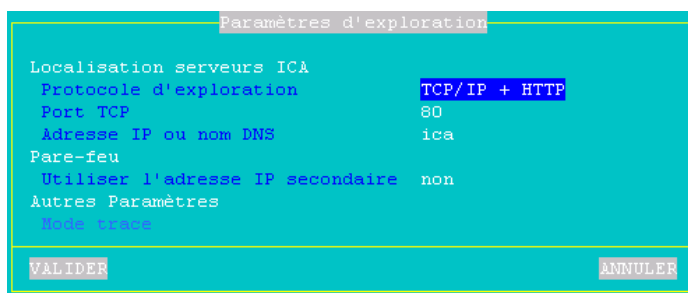 Paramètres d'exploration
Localisation serveurs ICA
Protocole d'exploration TCP/IP + HTTP
Port TCP 80
Adresse IP ou nom DNS ica
Pare-feu
Utiliser l'adresse IP secondaire non
Autres Paramètres
Mode trace
VALIDER ANNULER